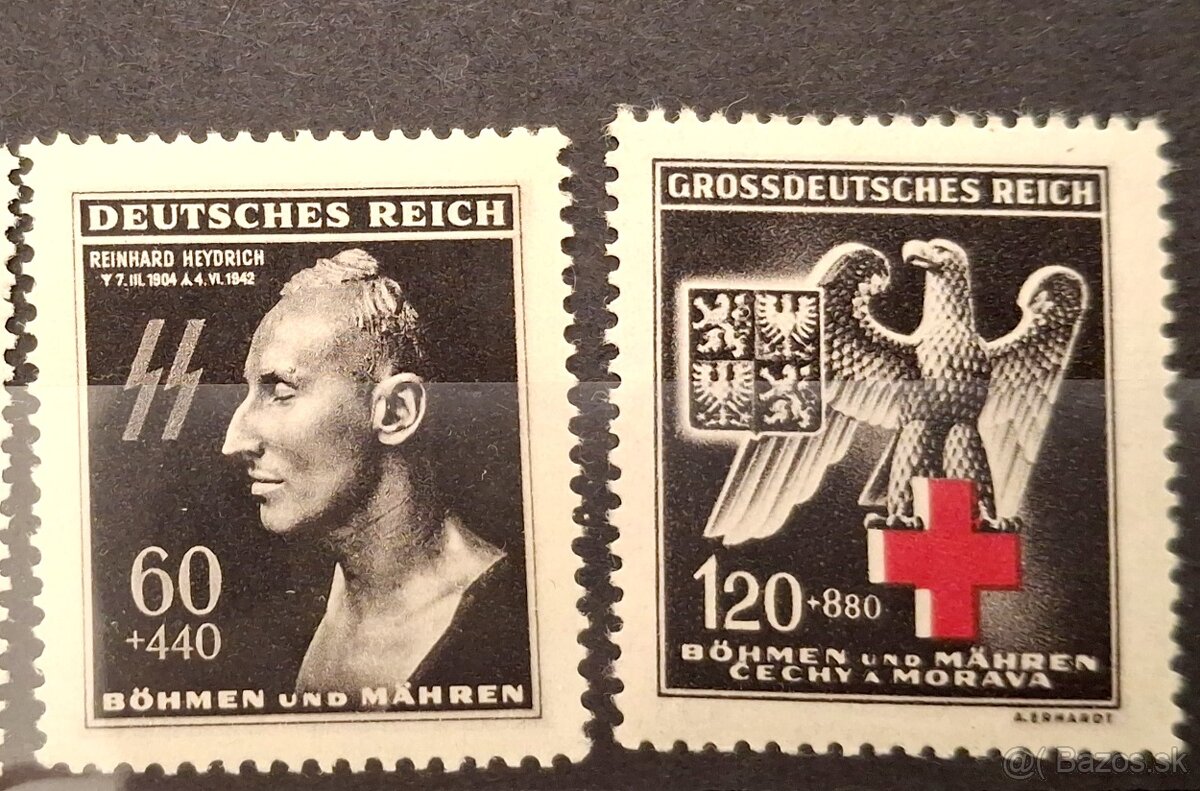 DEUTSCHES REICH
REINHARD HEYDRICH
7. III. 1904 4. VI. 1942
60
+440
BÖHMEN UND MÄHREN
GROSSDEUTSCHES REICH
120 +880
BÖHMEN UND MÄHREN
ČECHY A MORAVA
A. ERHARDT
@( Bazos.sk